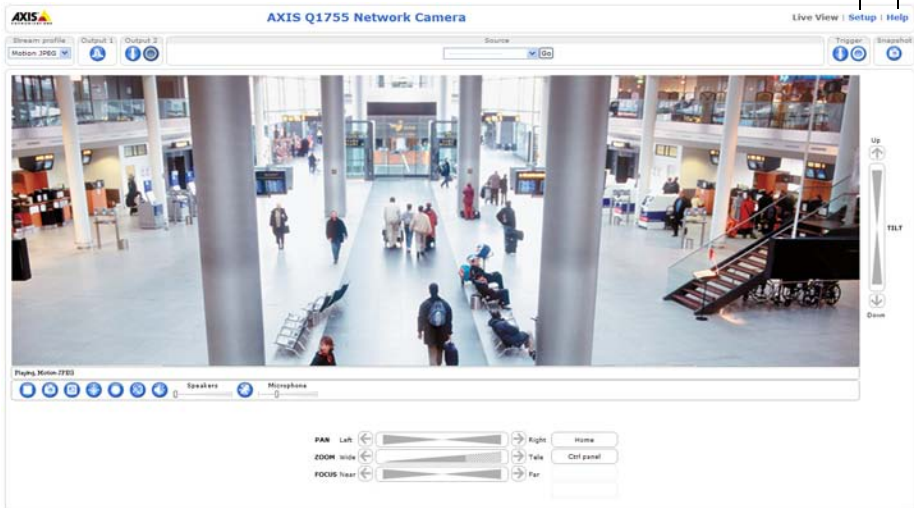 AXIS
AXIS Q1755 Network Camera
Live View | Setup | Help
Stream profile
Output 1
Output 2
Source
Trigger
Snapshot
Motion JPEG
Go
Up
TILT
Down
Playing, Motion JPEG
Speakers
Microphone
PAN Left
Right
Home
ZOOM Wide
Tele
Ctrl panel
FOCUS Near
Far